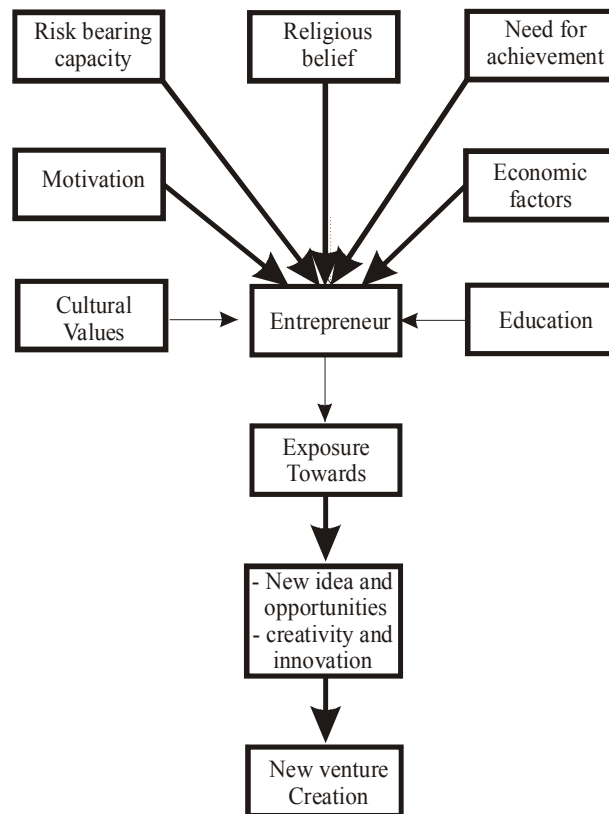 Risk bearing
capacity
Religious
belief
Need for
achievement
Motivation
Economic
factors
Cultural
Values
Entrepreneur
Education
Exposure
Towards
- New idea and
opportunities
- creativity and
innovation
New venture
Creation